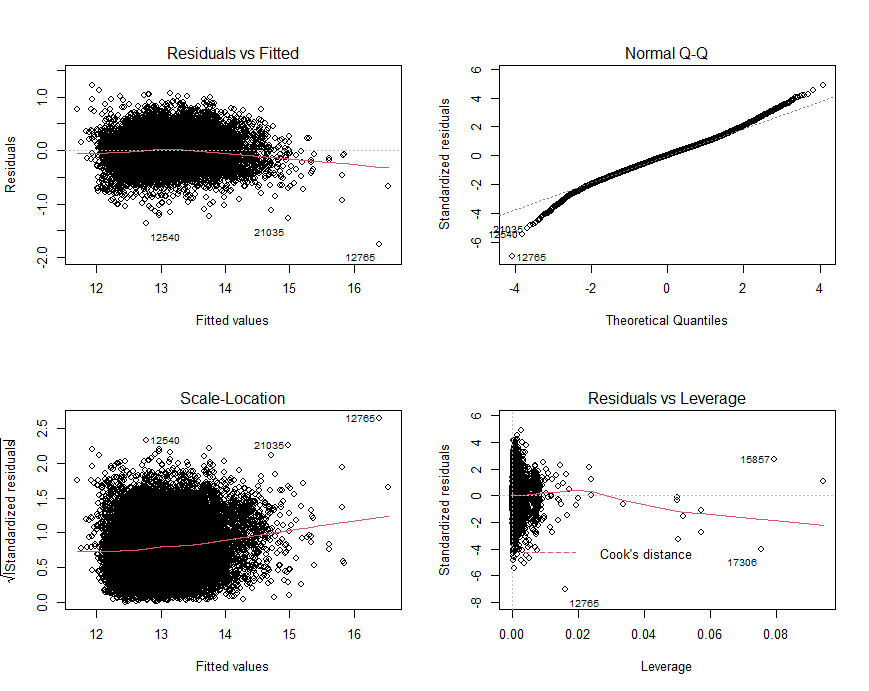 Residuals vs Fitted
Residuals
1.0
0.0
-1.0
-2.0
12540
21035
12765
12 13 14 15 16
Fitted values
Normal Q-Q
Standardized residuals
6
4
2
0
-2
-4
-6
21035
12540
12765
-4 -2 0 2 4
Theoretical Quantiles
Scale-Location
√|Standardized residuals|
2.5
2.0
1.5
1.0
0.5
0.0
12540
21035
12765
12 13 14 15 16
Fitted values
Residuals vs Leverage
Standardized residuals
6
4
2
0
-2
-4
-6
-8
15857
Cook's distance
17306
12765
0.00 0.02 0.04 0.06 0.08
Leverage